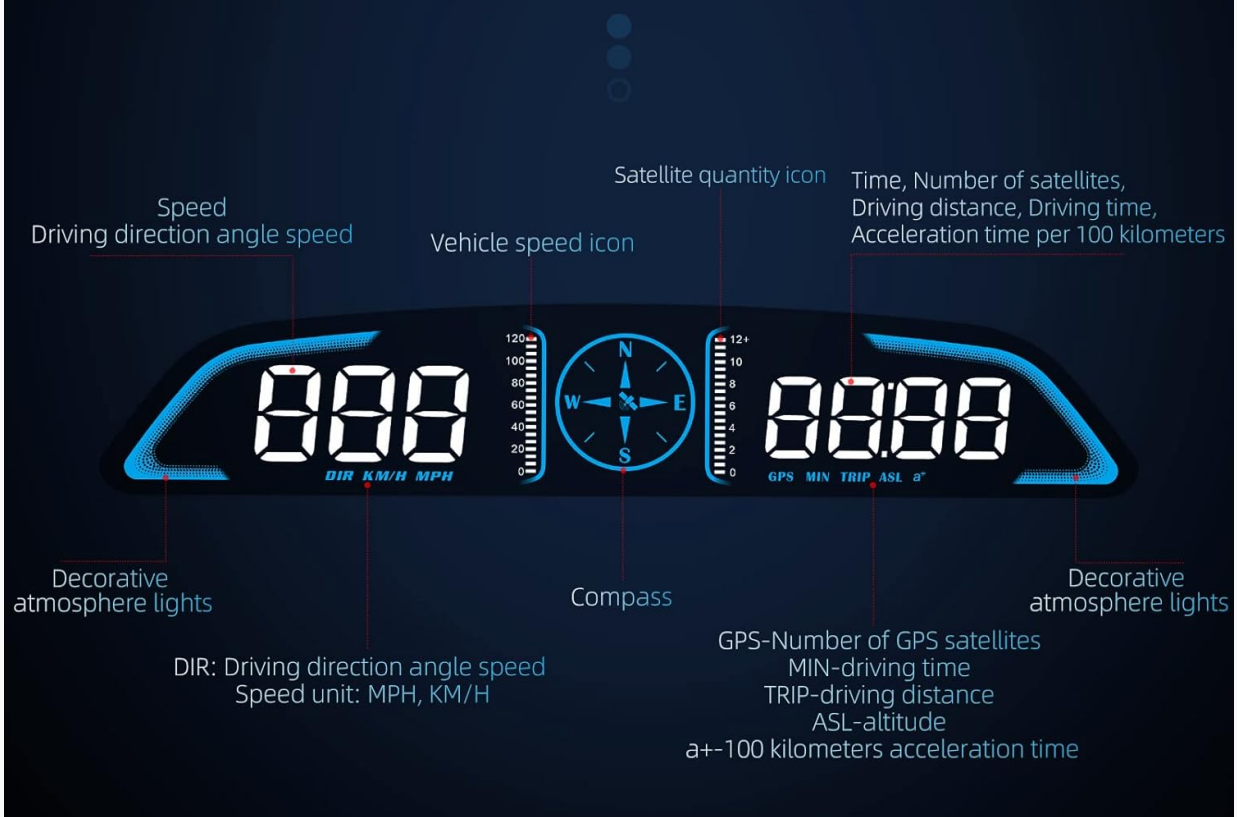 Satellite quantity icon
Time, Number of satellites,
Driving distance, Driving time,
Acceleration time per 100 kilometers
Speed
Driving direction angle speed
Vehicle speed icon
120
100
80
60
40
20
0
N
W
E
S
12+
10
8
6
4
2
0
888
88:88
DIR KM/H MPH
GPS MIN TRIP ASL a+
Decorative
atmosphere lights
Compass
Decorative
atmosphere lights
DIR: Driving direction angle speed
Speed unit: MPH, KM/H
GPS-Number of GPS satellites
MIN-driving time
TRIP-driving distance
ASL-altitude
a+-100 kilometers acceleration time